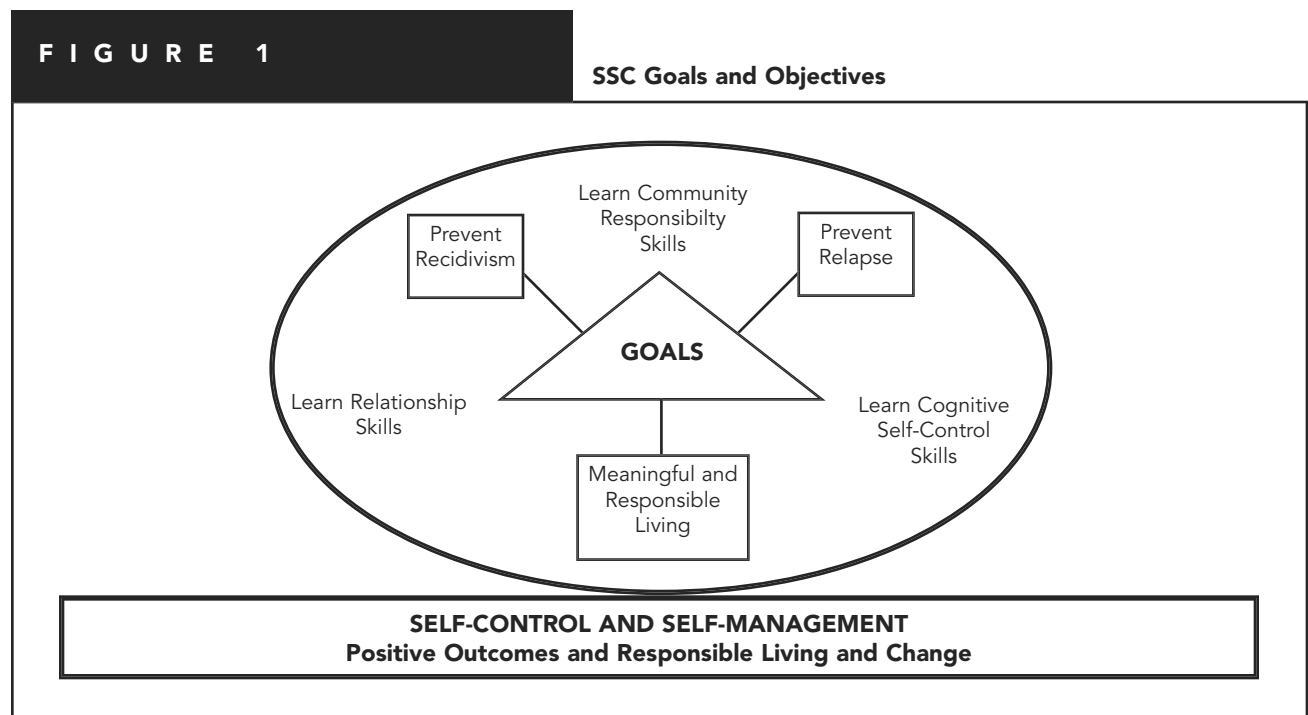 FIGURE 1
SSC Goals and Objectives
Learn Community
Responsibilty
Skills
Prevent
Recidivism
Prevent
Relapse
GOALS
Learn Relationship
Skills
Learn Cognitive
Self-Control
Skills
Meaningful and
Responsible
Living
SELF-CONTROL AND SELF-MANAGEMENT
Positive Outcomes and Responsible Living and Change